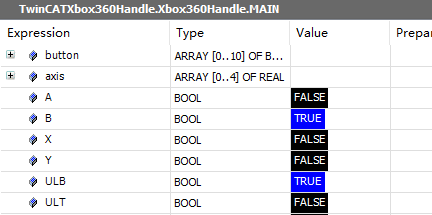 TwinCATXbox360Handle.Xbox360Handle.MAIN
Expression Type Value Prepar
button ARRAY [0..10] OF B...
axis ARRAY [0..4] OF REAL
A BOOL FALSE
B BOOL TRUE
X BOOL FALSE
Y BOOL FALSE
ULB BOOL TRUE
ULT BOOL FALSE